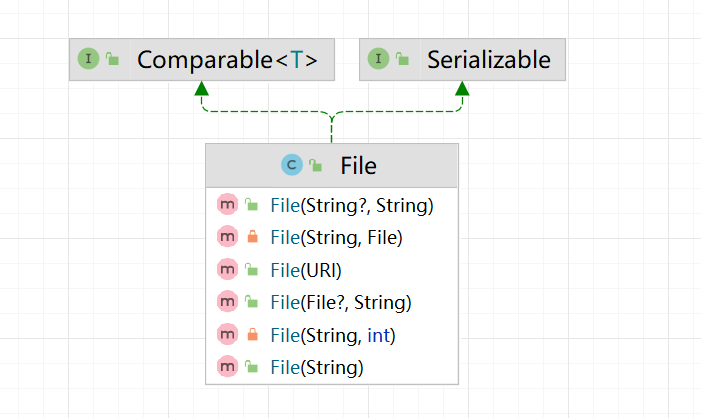 I Comparable<T>
I Serializable
C File
m File(String?, String)
m File(String, File)
m File(URI)
m File(File?, String)
m File(String, int)
m File(String)